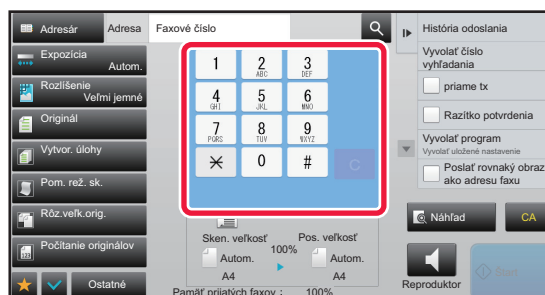 Adresár
Adresa
Faxové číslo
Expozícia
Autom.
Rozlíšenie
Veľmi jemné
Originál
Vytvor. úlohy
Pom. rež. sk.
Rôz.veľk.orig.
Počítanie originálov
Ostatné
1
2
ABC
3
DEF
4
GHI
5
JKL
6
MNO
7
PQRS
8
TUV
9
WXYZ
0
#
C
Sken. veľkosť
100%
Pos. veľkosť
Autom.
A4
Autom.
A4
Pamäť prijatých faxov :
100%
História odoslania
Vyvolať číslo
vyhľadania
priame tx
Razítko potvrdenia
Vyvolať program
Vyvolať uložené nastavenie
Poslať rovnaký obraz
ako adresu faxu
Náhľad
CA
Reproduktor
Štart